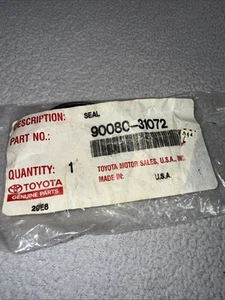 DESCRIPTION: SEAL
PART NO.: 90080-31072
QUANTITY: 1
TOYOTA MOTOR SALES, U.S.A., INC.
MADE IN: U.S.A.
TOYOTA
GENUINE PARTS